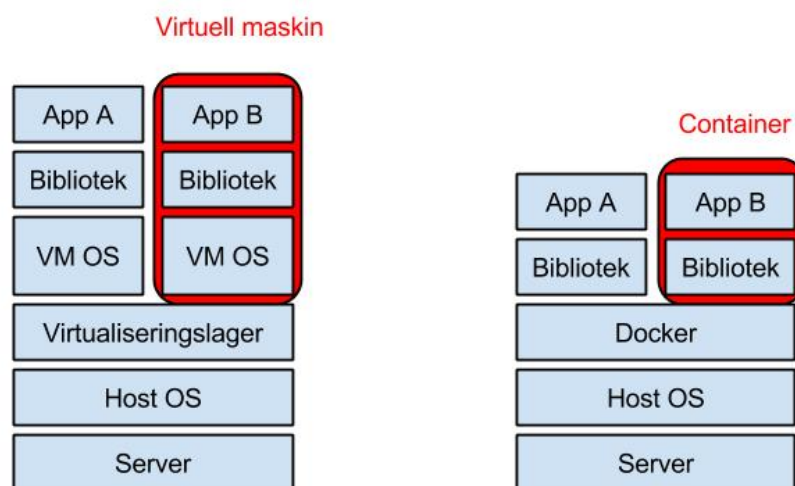 Virtuell maskin
App A
App B
Bibliotek
Bibliotek
VM OS
VM OS
Virtualiseringslager
Host OS
Server
Container
App A
App B
Bibliotek
Bibliotek
Docker
Host OS
Server